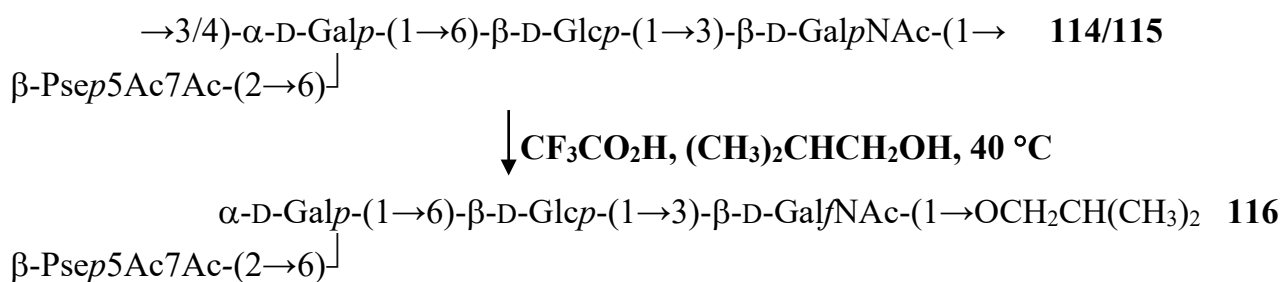 →3/4)-α-D-Galp-(1→6)-β-D-Glcp-(1→3)-β-D-GalpNAc-(1→ 114/115
β-Psep5Ac7Ac-(2→6)
CF₃CO₂H, (CH₃)₂CHCH₂OH, 40 °C
α-D-Galp-(1→6)-β-D-Glcp-(1→3)-β-D-GalfNAc-(1→OCH₂CH(CH₃)₂ 116
β-Psep5Ac7Ac-(2→6)